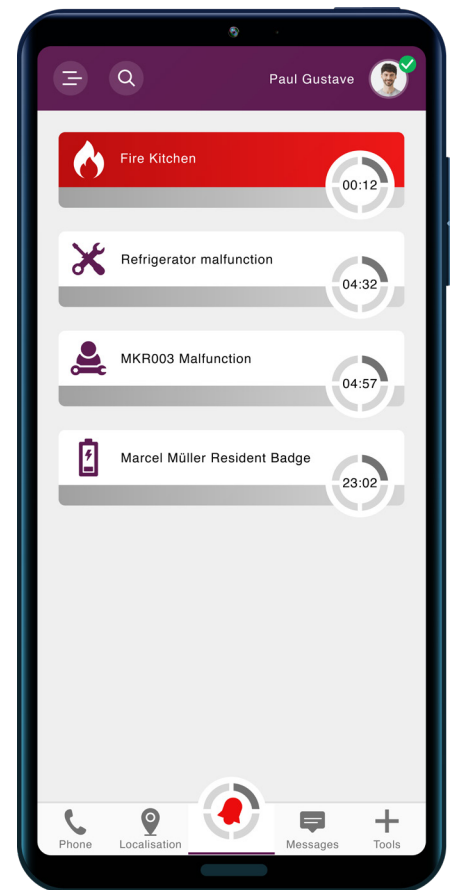 Paul Gustave
Fire Kitchen
00:12
Refrigerator malfunction
04:32
MKR003 Malfunction
04:57
Marcel Müller Resident Badge
23:02
Phone
Localisation
Messages
Tools